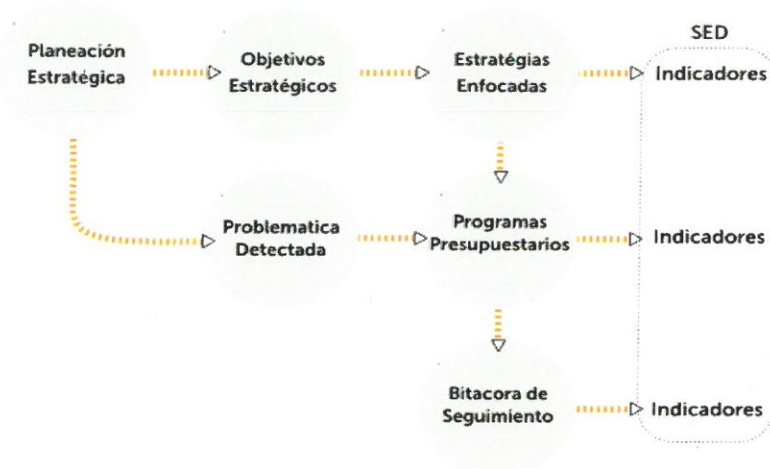 SED
Planeación
Estratégica
Objetivos
Estratégicos
Estratégias
Enfocadas
Indicadores
Problematica
Detectada
Programas
Presupuestarios
Indicadores
Bitacora de
Seguimiento
Indicadores